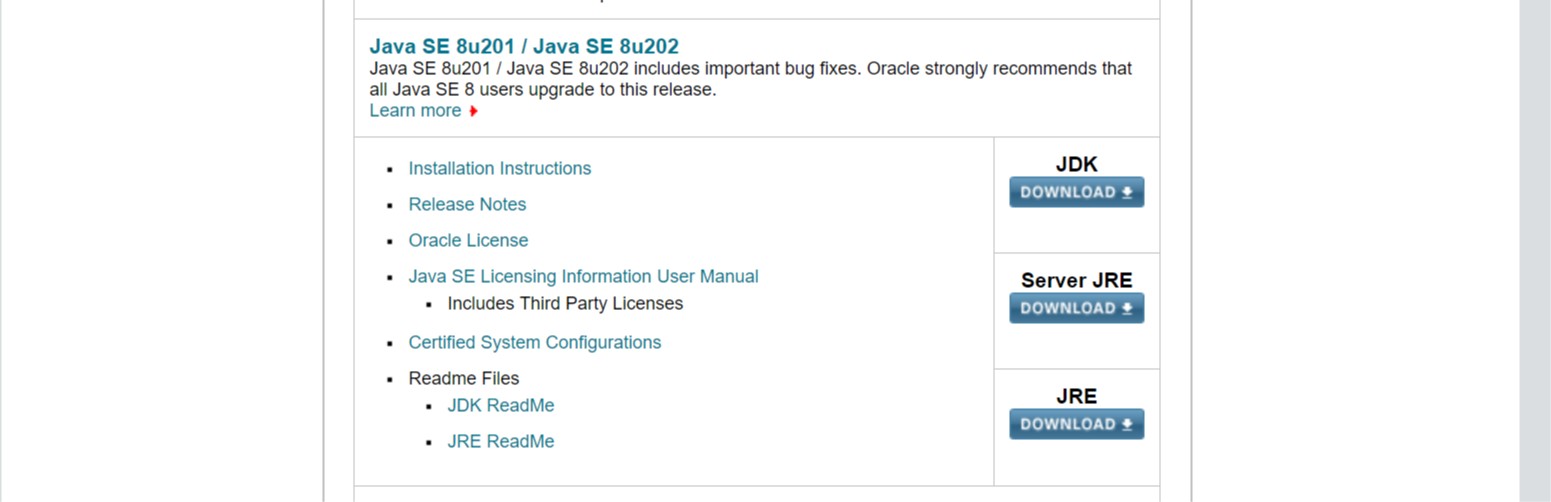 Java SE 8u201 / Java SE 8u202
Java SE 8u201 / Java SE 8u202 includes important bug fixes. Oracle strongly recommends that
all Java SE 8 users upgrade to this release.
Learn more
Installation Instructions
Release Notes
Oracle License
Java SE Licensing Information User Manual
Includes Third Party Licenses
Certified System Configurations
Readme Files
JDK ReadMe
JRE ReadMe
JDK
DOWNLOAD
Server JRE
DOWNLOAD
JRE
DOWNLOAD